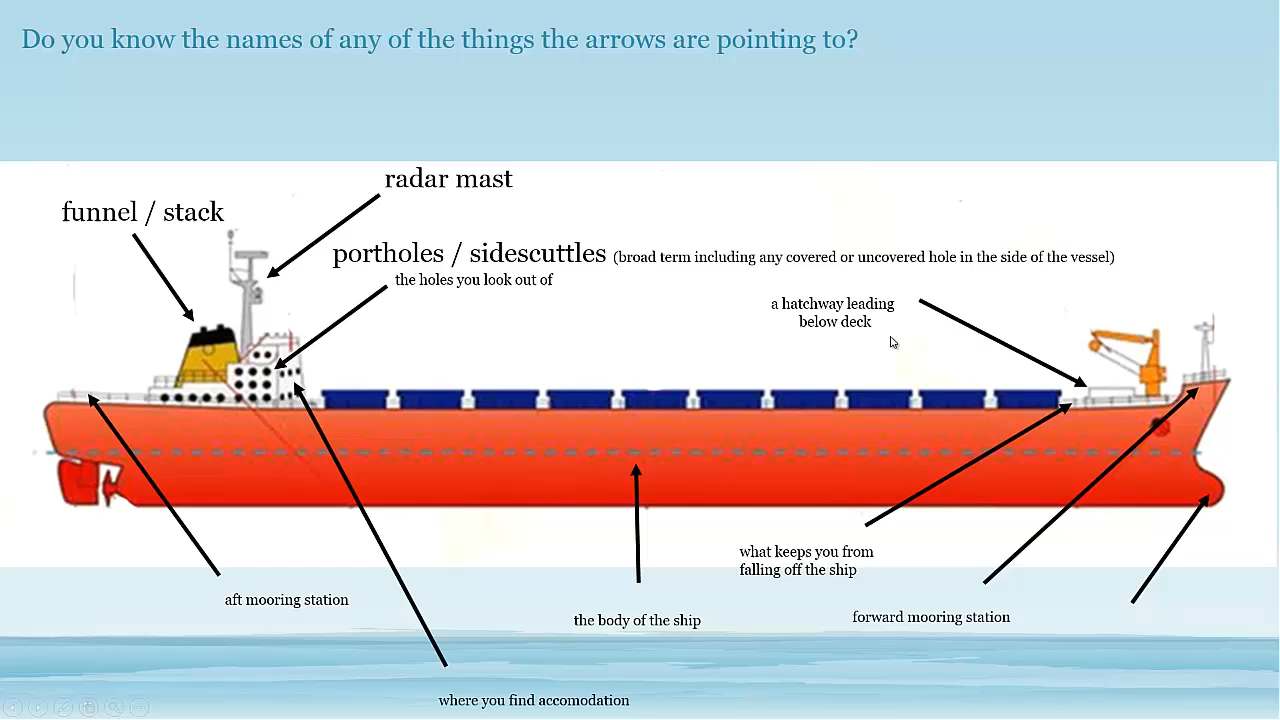 Do you know the names of any of the things the arrows are pointing to?
radar mast
funnel / stack
portholes / sidescuttles (broad term including any covered or uncovered hole in the side of the vessel)
the holes you look out of
a hatchway leading
below deck
what keeps you from
falling off the ship
aft mooring station
the body of the ship
forward mooring station
where you find accomodation